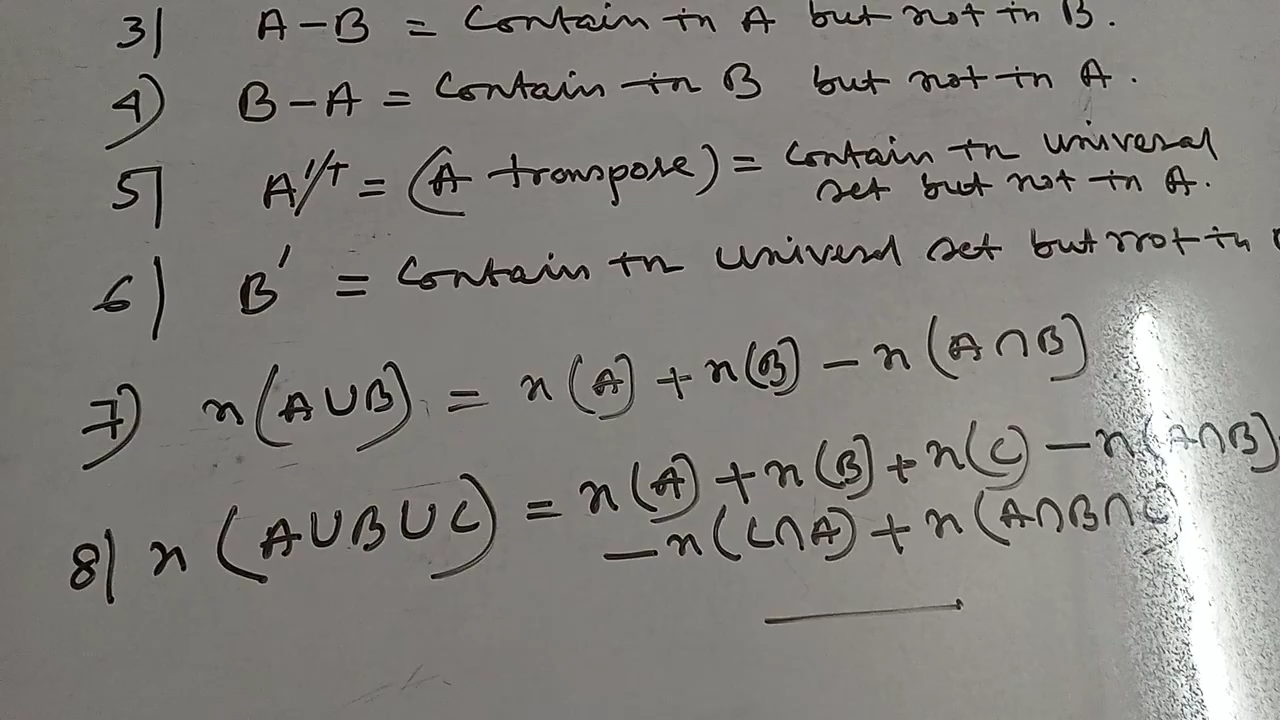 3) A-B = Contain in A but not in B.
4) B-A = Contain in B but not in A.
5) A'/T = (A transpose) = Contain in universal
set but not in A.
6) B' = Contain in universal set but not in
7) n(A∪B) = n(A) + n(B) - n(A∩B)
8) n(A∪B∪C) = n(A) + n(B) + n(C) - n(A∩B)
- n(C∩A) + n(A∩B∩C)